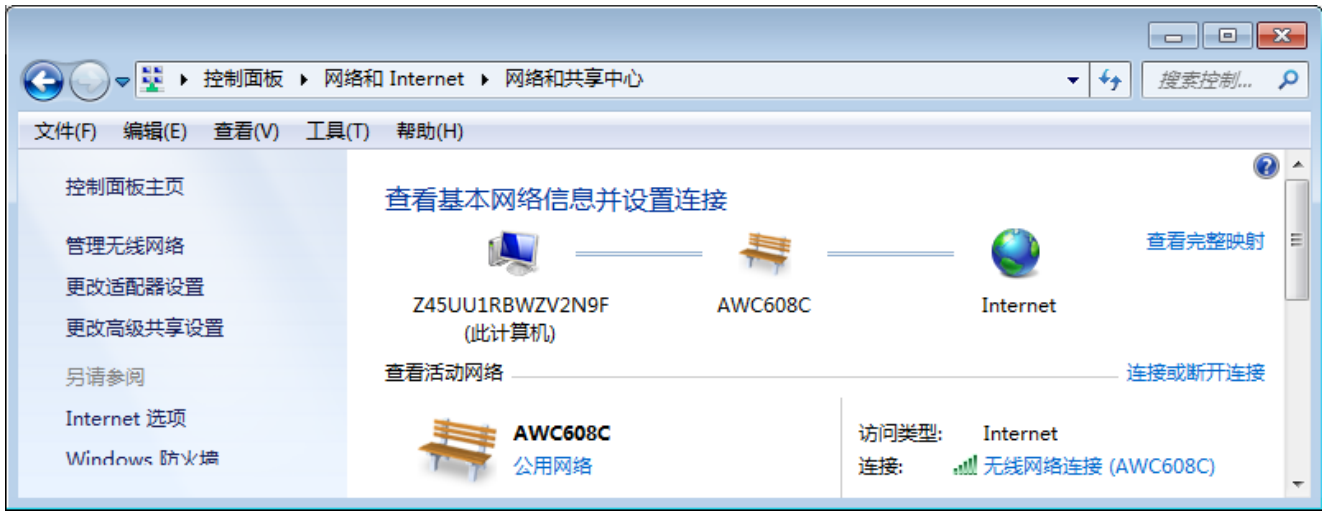 控制面板 ▶ 网络和 Internet ▶ 网络和共享中心
搜索控制...
文件(F) 编辑(E) 查看(V) 工具(T) 帮助(H)
控制面板主页
管理无线网络
更改适配器设置
更改高级共享设置
另请参阅
Internet 选项
Windows 防火墙
查看基本网络信息并设置连接
查看完整映射
Z45UU1RBWZV2N9F
(此计算机)
AWC608C
Internet
查看活动网络
连接或断开连接
AWC608C
公用网络
访问类型: Internet
连接: 无线网络连接 (AWC608C)